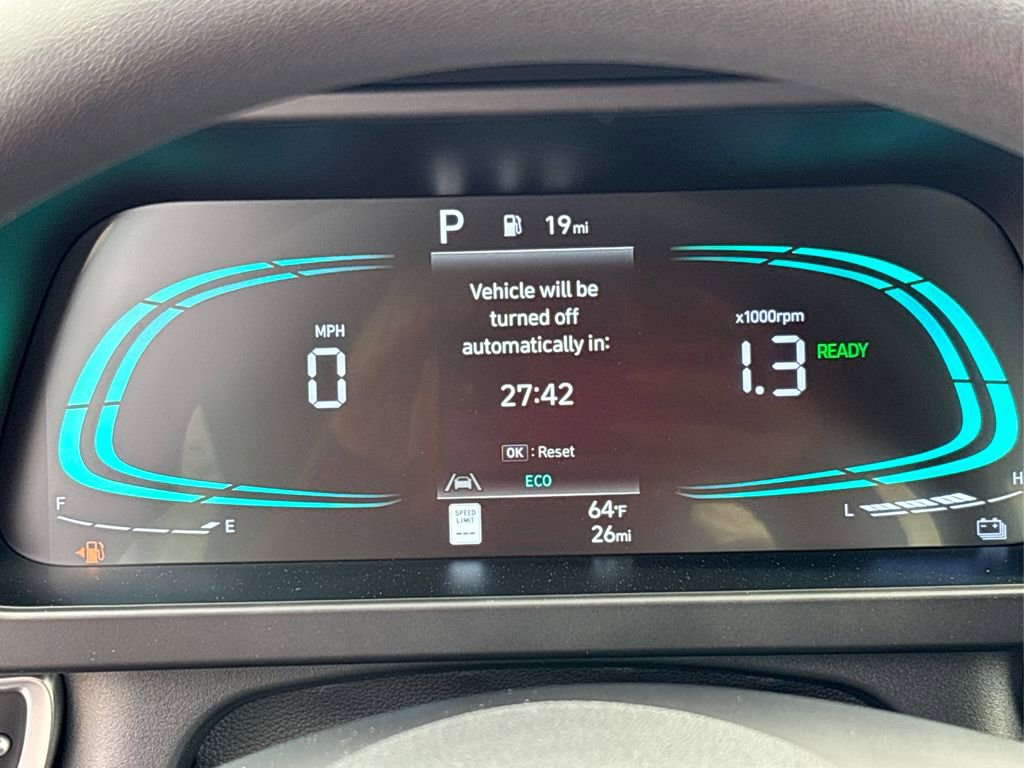 P 19mi
Vehicle will be
turned off
automatically in:
27:42
OK : Reset
ECO
MPH
0
x1000rpm
1.3 READY
F
E
SPEED
LIMIT
---
64°F
26mi
L
H